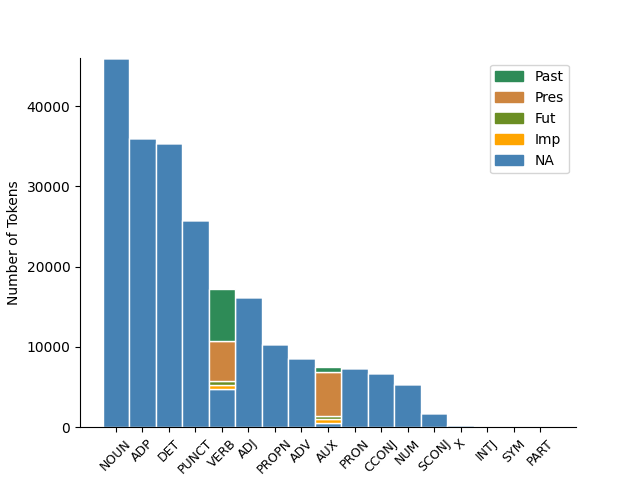 Past
Pres
Fut
Imp
NA
Number of Tokens
40000
30000
20000
10000
0
NOUN
ADP
DET
PUNCT
VERB
ADJ
PROPN
ADV
AUX
PRON
CCONJ
NUM
SCONJ
X
INTJ
SYM
PART